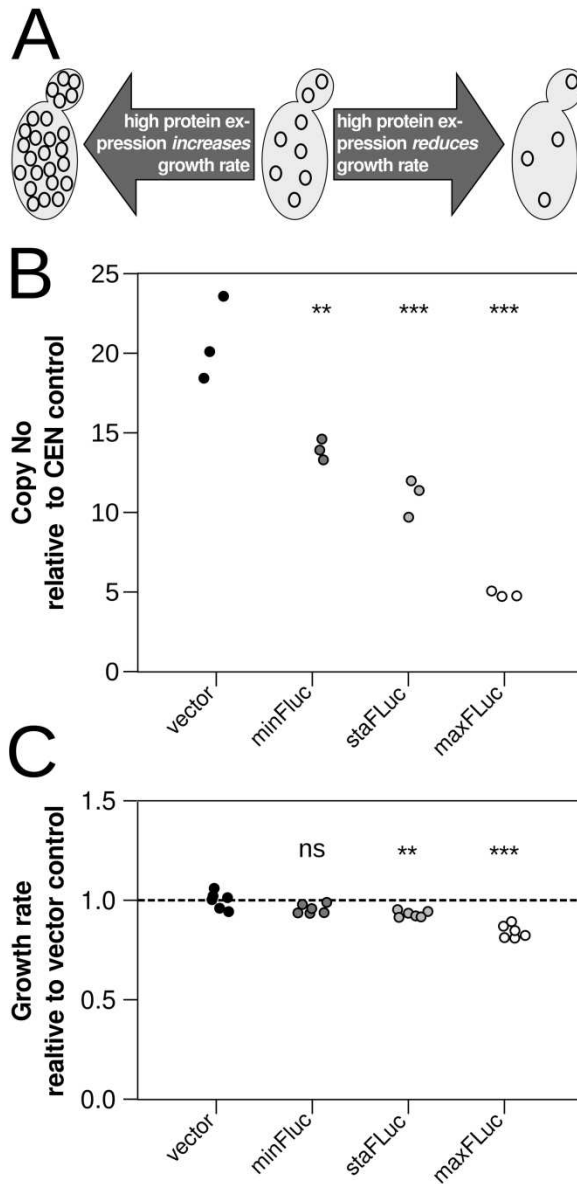 A
high protein ex-
pression increases
growth rate
high protein ex-
pression reduces
growth rate
B
25
20
15
10
5
0
Copy No
relative to CEN control
** *** ***
vector minFluc staFLuc maxFLuc
C
1.5
1.0
0.5
0.0
Growth rate
realtive to vector control
ns ** ***
vector minFluc staFLuc maxFLuc